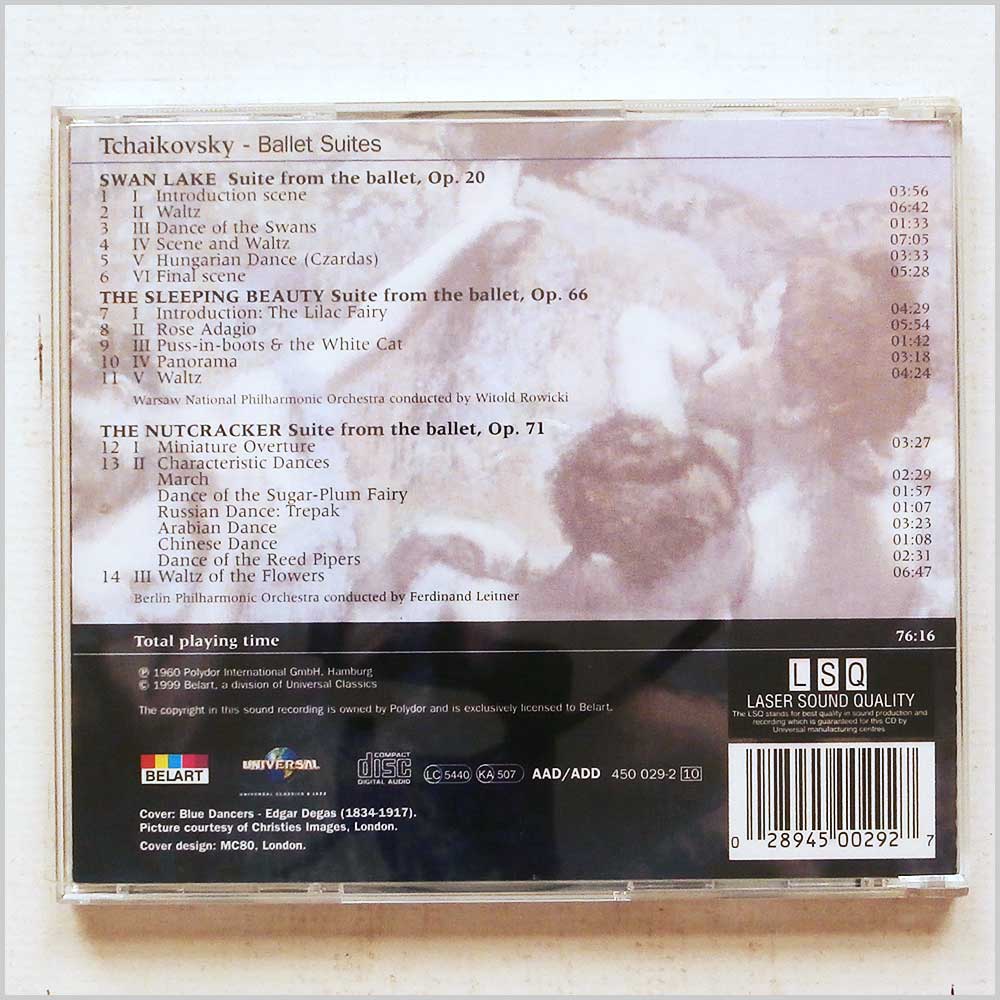 Tchaikovsky - Ballet Suites
SWAN LAKE Suite from the ballet, Op. 20
1 I Introduction scene 03:56
2 II Waltz 06:42
3 III Dance of the Swans 01:33
4 IV Scene and Waltz 07:05
5 V Hungarian Dance (Czardas) 03:33
6 VI Final scene 05:28
THE SLEEPING BEAUTY Suite from the ballet, Op. 66
7 I Introduction: The Lilac Fairy 04:29
8 II Rose Adagio 05:54
9 III Puss-in-boots & the White Cat 01:42
10 IV Panorama 03:18
11 V Waltz 04:24
Warsaw National Philharmonic Orchestra conducted by Witold Rowicki
THE NUTCRACKER Suite from the ballet, Op. 71
12 I Miniature Overture 03:27
13 II Characteristic Dances
March 02:29
Dance of the Sugar-Plum Fairy 01:57
Russian Dance: Trepak 01:07
Arabian Dance 03:23
Chinese Dance 01:08
Dance of the Reed Pipers 02:31
14 III Waltz of the Flowers 06:47
Berlin Philharmonic Orchestra conducted by Ferdinand Leitner
Total playing time 76:16
℗ 1960 Polydor International GmbH, Hamburg
© 1999 Belart, a division of Universal Classics
The copyright in this sound recording is owned by Polydor and is exclusively licensed to Belart.
LSQ
LASER SOUND QUALITY
The LSQ stands for best quality in sound production and
recording which is guaranteed for this CD by
Universal manufacturing centres
BELART
UNIVERSAL
UNIVERSAL CLASSICS & JAZZ
COMPACT
disc
DIGITAL AUDIO
LC 5440 KA 507 AAD/ADD 450 029-2 10
Cover: Blue Dancers - Edgar Degas (1834-1917).
Picture courtesy of Christies Images, London.
Cover design: MC80, London.
0 28945 00292 7